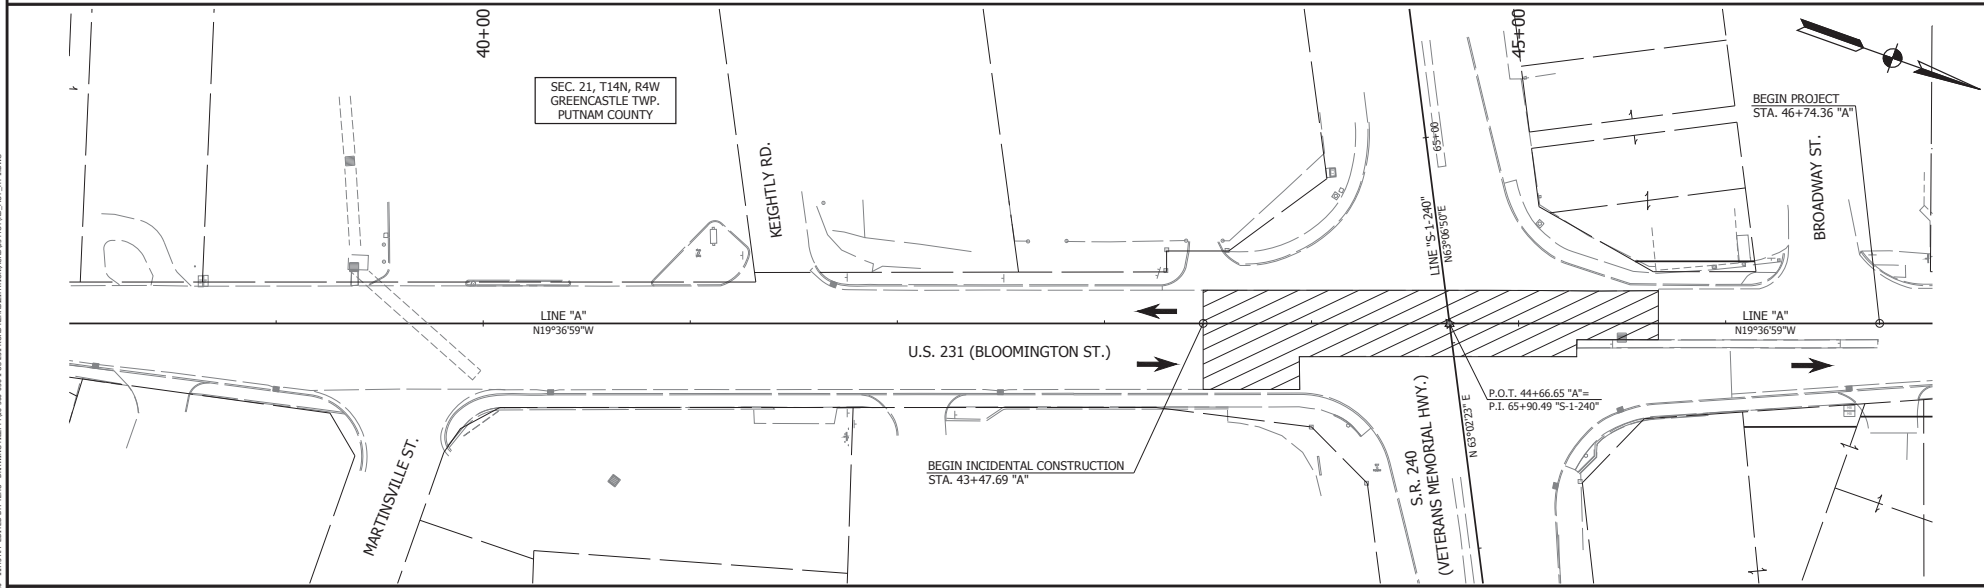 40+00
45+00
SEC. 21, T14N, R4W
GREENCASTLE TWP.
PUTNAM COUNTY
BEGIN PROJECT
STA. 46+74.36 "A"
KEIGHTLY RD.
65+00
LINE "S-1-240"
N63°06'50"E
BROADWAY ST.
LINE "A"
N19°36'59"W
LINE "A"
N19°36'59"W
U.S. 231 (BLOOMINGTON ST.)
P.O.T. 44+66.65 "A"=
P.I. 65+90.49 "S-1-240"
BEGIN INCIDENTAL CONSTRUCTION
STA. 43+47.69 "A"
MARTINSVILLE ST.
S.R. 240
(VETERANS MEMORIAL HWY.)
N 63°02'23" E